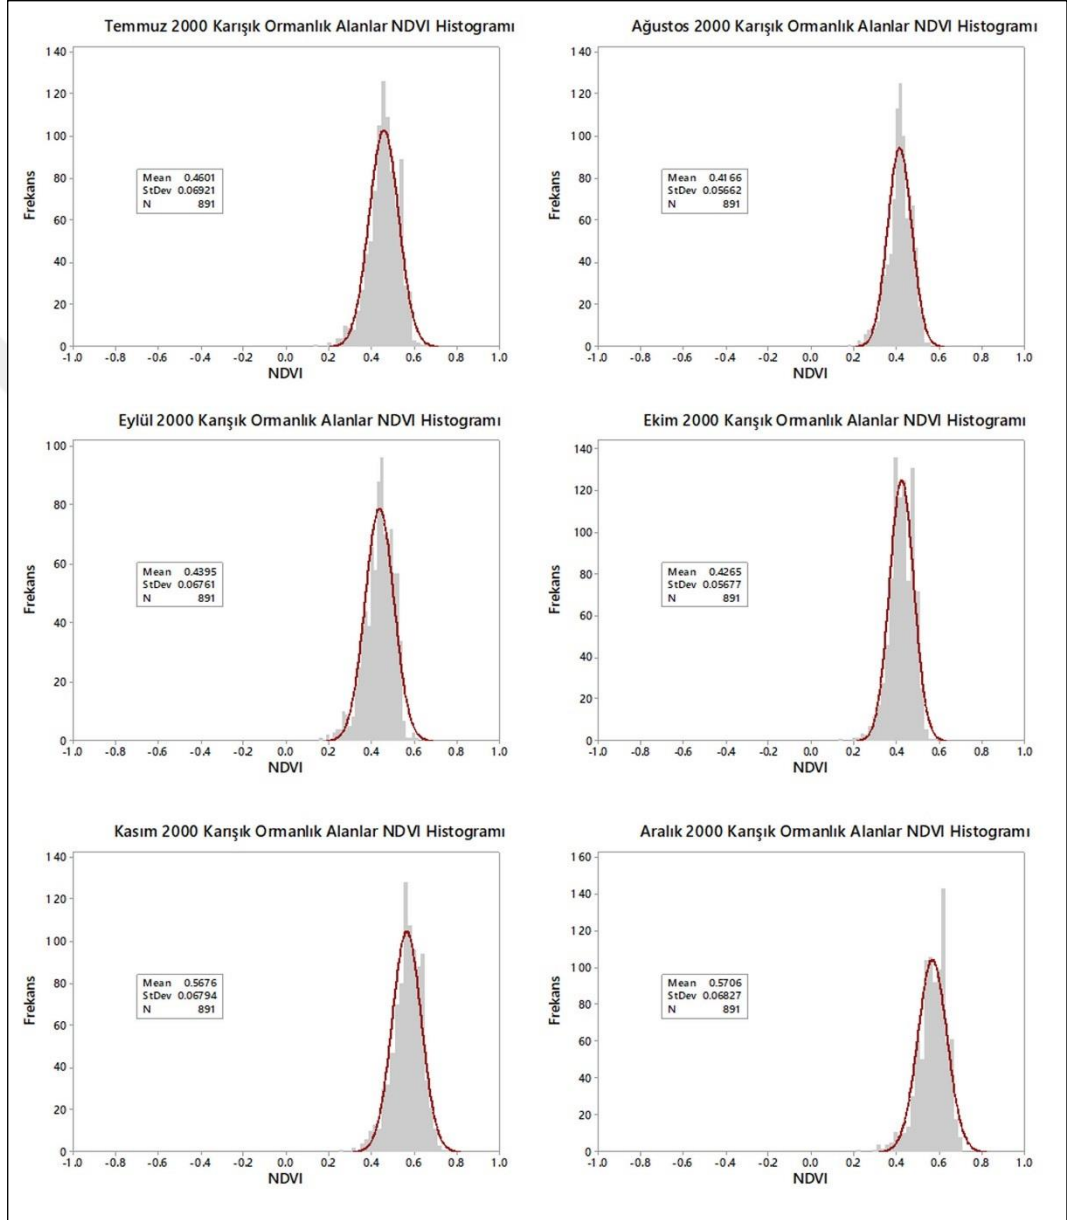 Temmuz 2000 Karışık Ormanlık Alanlar NDVI Histogramı
140
120
100
80
60
40
20
0
Frekans
Mean 0.4601
StDev 0.06921
N 891
-1.0 -0.8 -0.6 -0.4 -0.2 0.0 0.2 0.4 0.6 0.8 1.0
NDVI
Ağustos 2000 Karışık Ormanlık Alanlar NDVI Histogramı
140
120
100
80
60
40
20
0
Frekans
Mean 0.4166
StDev 0.05662
N 891
-1.0 -0.8 -0.6 -0.4 -0.2 0.0 0.2 0.4 0.6 0.8 1.0
NDVI
Eylül 2000 Karışık Ormanlık Alanlar NDVI Histogramı
100
80
60
40
20
0
Frekans
Mean 0.4395
StDev 0.06761
N 891
-1.0 -0.8 -0.6 -0.4 -0.2 0.0 0.2 0.4 0.6 0.8 1.0
NDVI
Ekim 2000 Karışık Ormanlık Alanlar NDVI Histogramı
140
120
100
80
60
40
20
0
Frekans
Mean 0.4265
StDev 0.05677
N 891
-1.0 -0.8 -0.6 -0.4 -0.2 0.0 0.2 0.4 0.6 0.8 1.0
NDVI
Kasım 2000 Karışık Ormanlık Alanlar NDVI Histogramı
140
120
100
80
60
40
20
0
Frekans
Mean 0.5676
StDev 0.06794
N 891
-1.0 -0.8 -0.6 -0.4 -0.2 0.0 0.2 0.4 0.6 0.8 1.0
NDVI
Aralık 2000 Karışık Ormanlık Alanlar NDVI Histogramı
160
140
120
100
80
60
40
20
0
Frekans
Mean 0.5706
StDev 0.06827
N 891
-1.0 -0.8 -0.6 -0.4 -0.2 0.0 0.2 0.4 0.6 0.8 1.0
NDVI